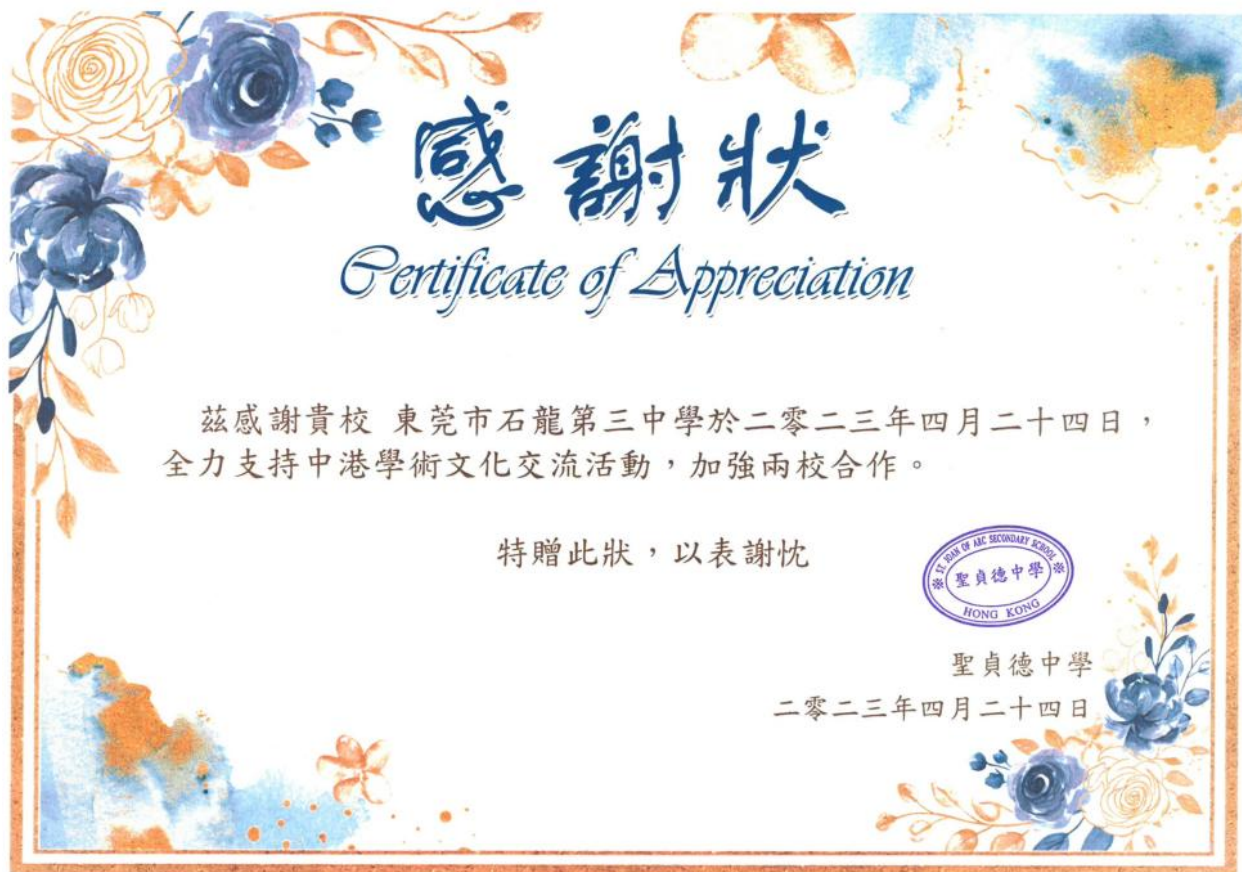 感謝狀
Certificate of Appreciation
茲感謝貴校 東莞市石龍第三中學於二零二三年四月二十四日，
全力支持中港學術文化交流活動，加強兩校合作。
特贈此狀，以表謝忱
ST. JOAN OF ARC SECONDARY SCHOOL
聖貞德中學
HONG KONG
聖貞德中學
二零二三年四月二十四日